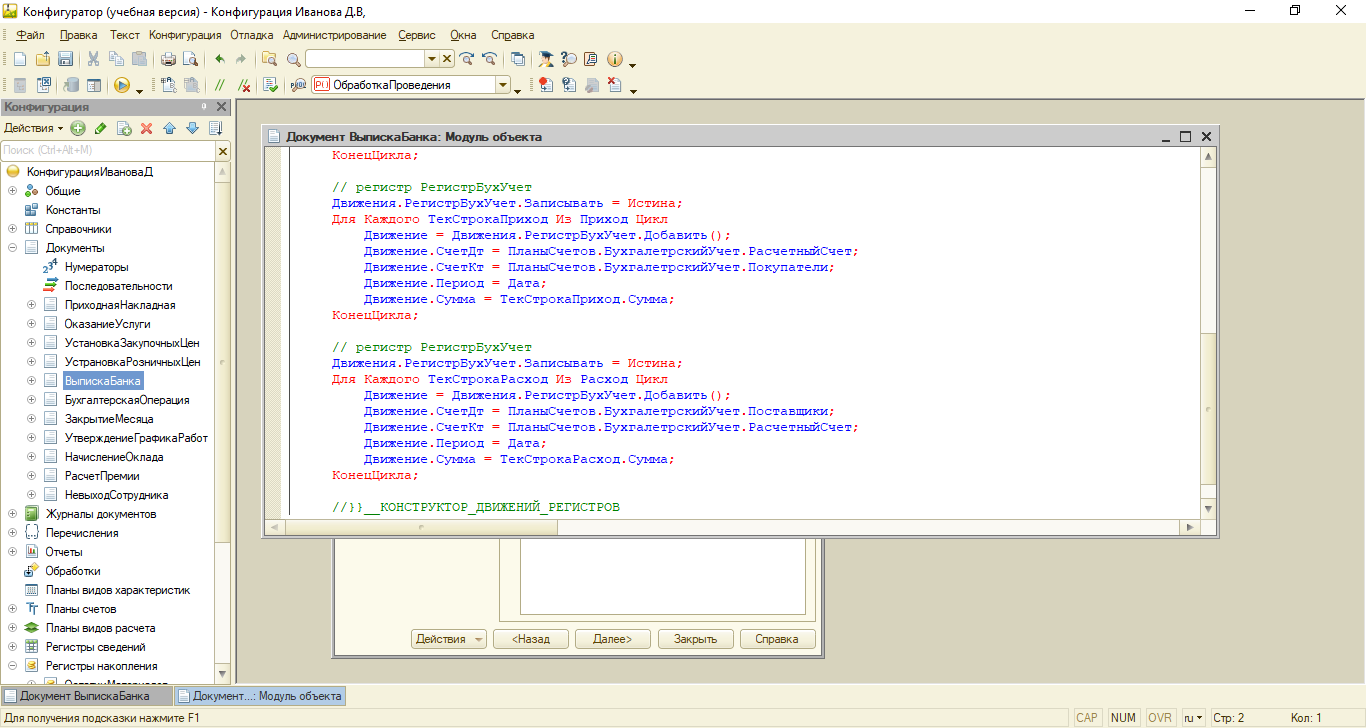 Конфигуратор (учебная версия) - Конфигурация Иванова Д.В,
Файл Правка Текст Конфигурация Отладка Администрирование Сервис Окна Справка
ОбработкаПроведения
Конфигурация
Действия
Поиск (Ctrl+Alt+M)
КонфигурацияИвановаД
Общие
Константы
Справочники
Документы
Нумераторы
Последовательности
ПриходнаяНакладная
ОказаниеУслуги
УстановкаЗакупочныхЦен
УстрановкаРозничныхЦен
ВыпискаБанка
БухгалтерскаяОперация
ЗакрытиеМесяца
УтверждениеГрафикаРабот
НачислениеОклада
РасчетПремии
НевыходСотрудника
Журналы документов
Перечисления
Отчеты
Обработки
Планы видов характеристик
Планы счетов
Планы видов расчета
Регистры сведений
Регистры накопления
Документ ВыпискаБанка: Модуль объекта
КонецЦикла;
// регистр РегистрБухУчет
Движения.РегистрБухУчет.Записывать = Истина;
Для Каждого ТекСтрокаПриход Из Приход Цикл
Движение = Движения.РегистрБухУчет.Добавить();
Движение.СчетДт = ПланыСчетов.БухгалетрскийУчет.РасчетныйСчет;
Движение.СчетКт = ПланыСчетов.БухгалетрскийУчет.Покупатели;
Движение.Период = Дата;
Движение.Сумма = ТекСтрокаПриход.Сумма;
КонецЦикла;
// регистр РегистрБухУчет
Движения.РегистрБухУчет.Записывать = Истина;
Для Каждого ТекСтрокаРасход Из Расход Цикл
Движение = Движения.РегистрБухУчет.Добавить();
Движение.СчетДт = ПланыСчетов.БухгалетрскийУчет.Поставщики;
Движение.СчетКт = ПланыСчетов.БухгалетрскийУчет.РасчетныйСчет;
Движение.Период = Дата;
Движение.Сумма = ТекСтрокаРасход.Сумма;
КонецЦикла;
//}}__КОНСТРУКТОР_ДВИЖЕНИЙ_РЕГИСТРОВ
Действия <Назад Далее> Закрыть Справка
Документ ВыпискаБанка Документ...: Модуль объекта
Для получения подсказки нажмите F1 CAP NUM OVR ru Стр: 2 Кол: 1